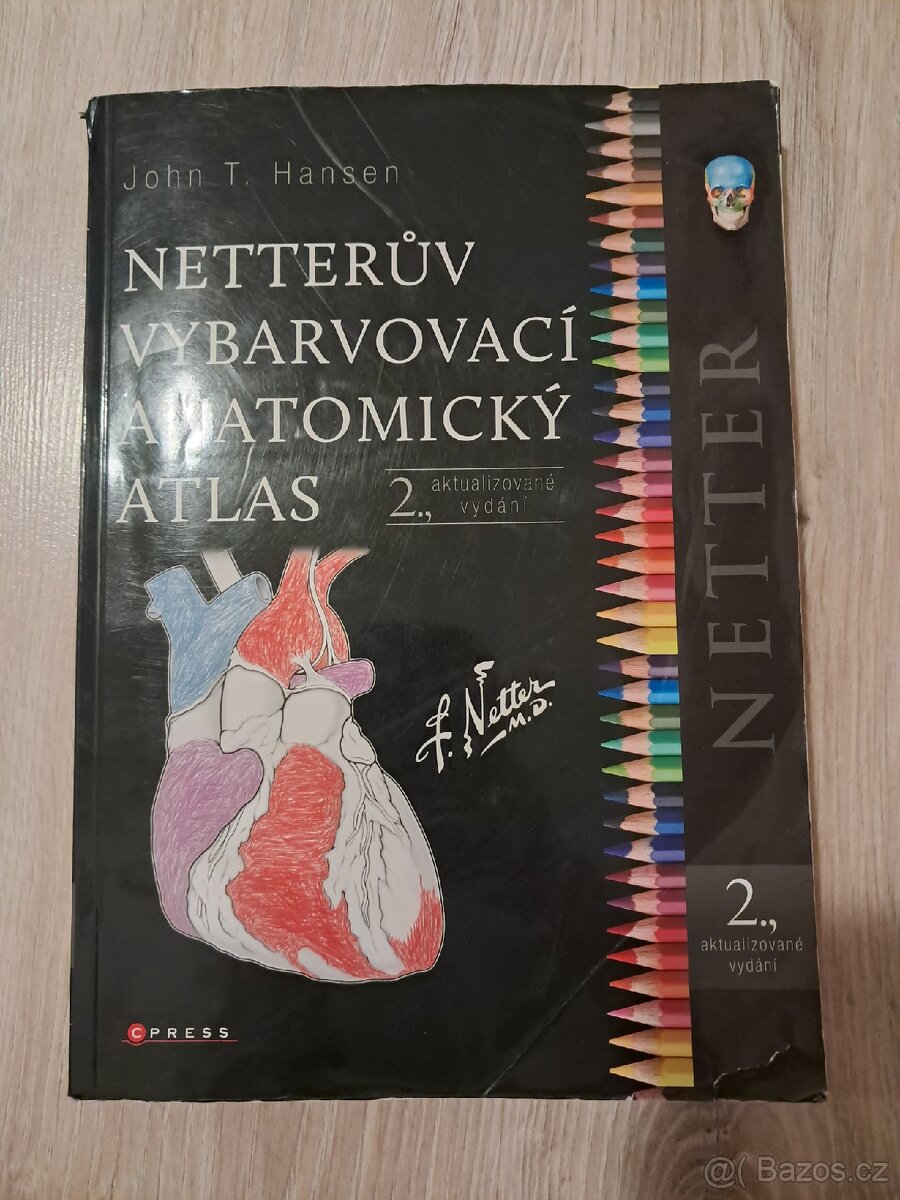 John T. Hansen
NETTERŮV
VYBARVOVACÍ
ANATOMICKÝ
ATLAS
2., aktualizované
vydání
F. Netter
M.D.
NETTER
2.,
aktualizované
vydání
CPRESS
@( Bazos.cz